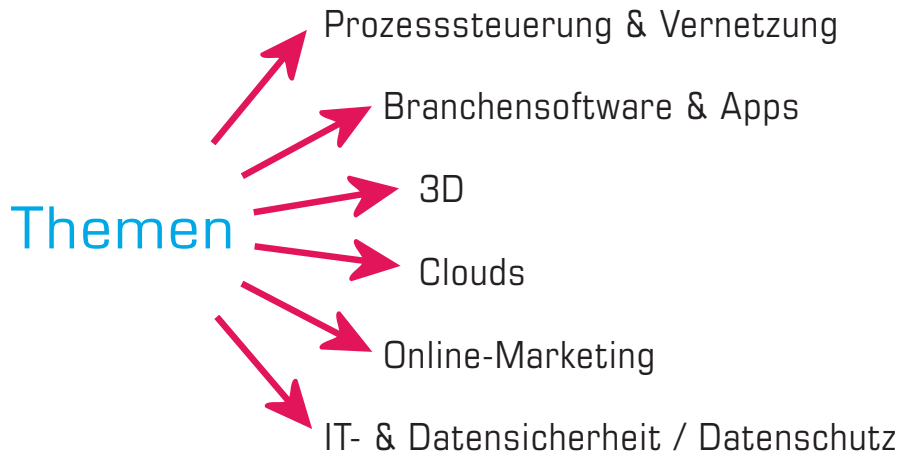 Prozesssteuerung & Vernetzung
Branchensoftware & Apps
3D
Themen
Clouds
Online-Marketing
IT- & Datensicherheit / Datenschutz